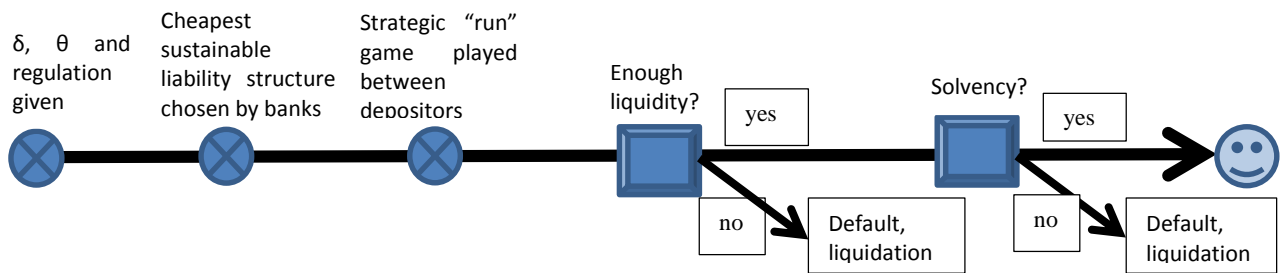 δ, θ and
regulation
given
Cheapest
sustainable
liability structure
chosen by banks
Strategic “run”
game played
between
depositors
Enough
liquidity?
yes
no
Default,
liquidation
Solvency?
yes
no
Default,
liquidation